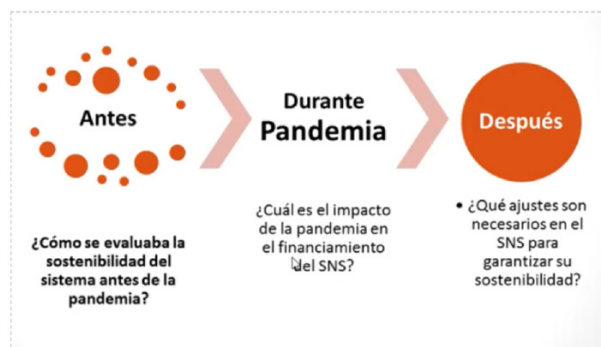 Antes
Durante
Pandemia
Después
¿Cómo se evaluaba la
sostenibilidad del
sistema antes de la
pandemia?
¿Cuál es el impacto
de la pandemia en
el financiamiento
del SNS?
• ¿Qué ajustes son
necesarios en el
SNS para
garantizar su
sostenibilidad?